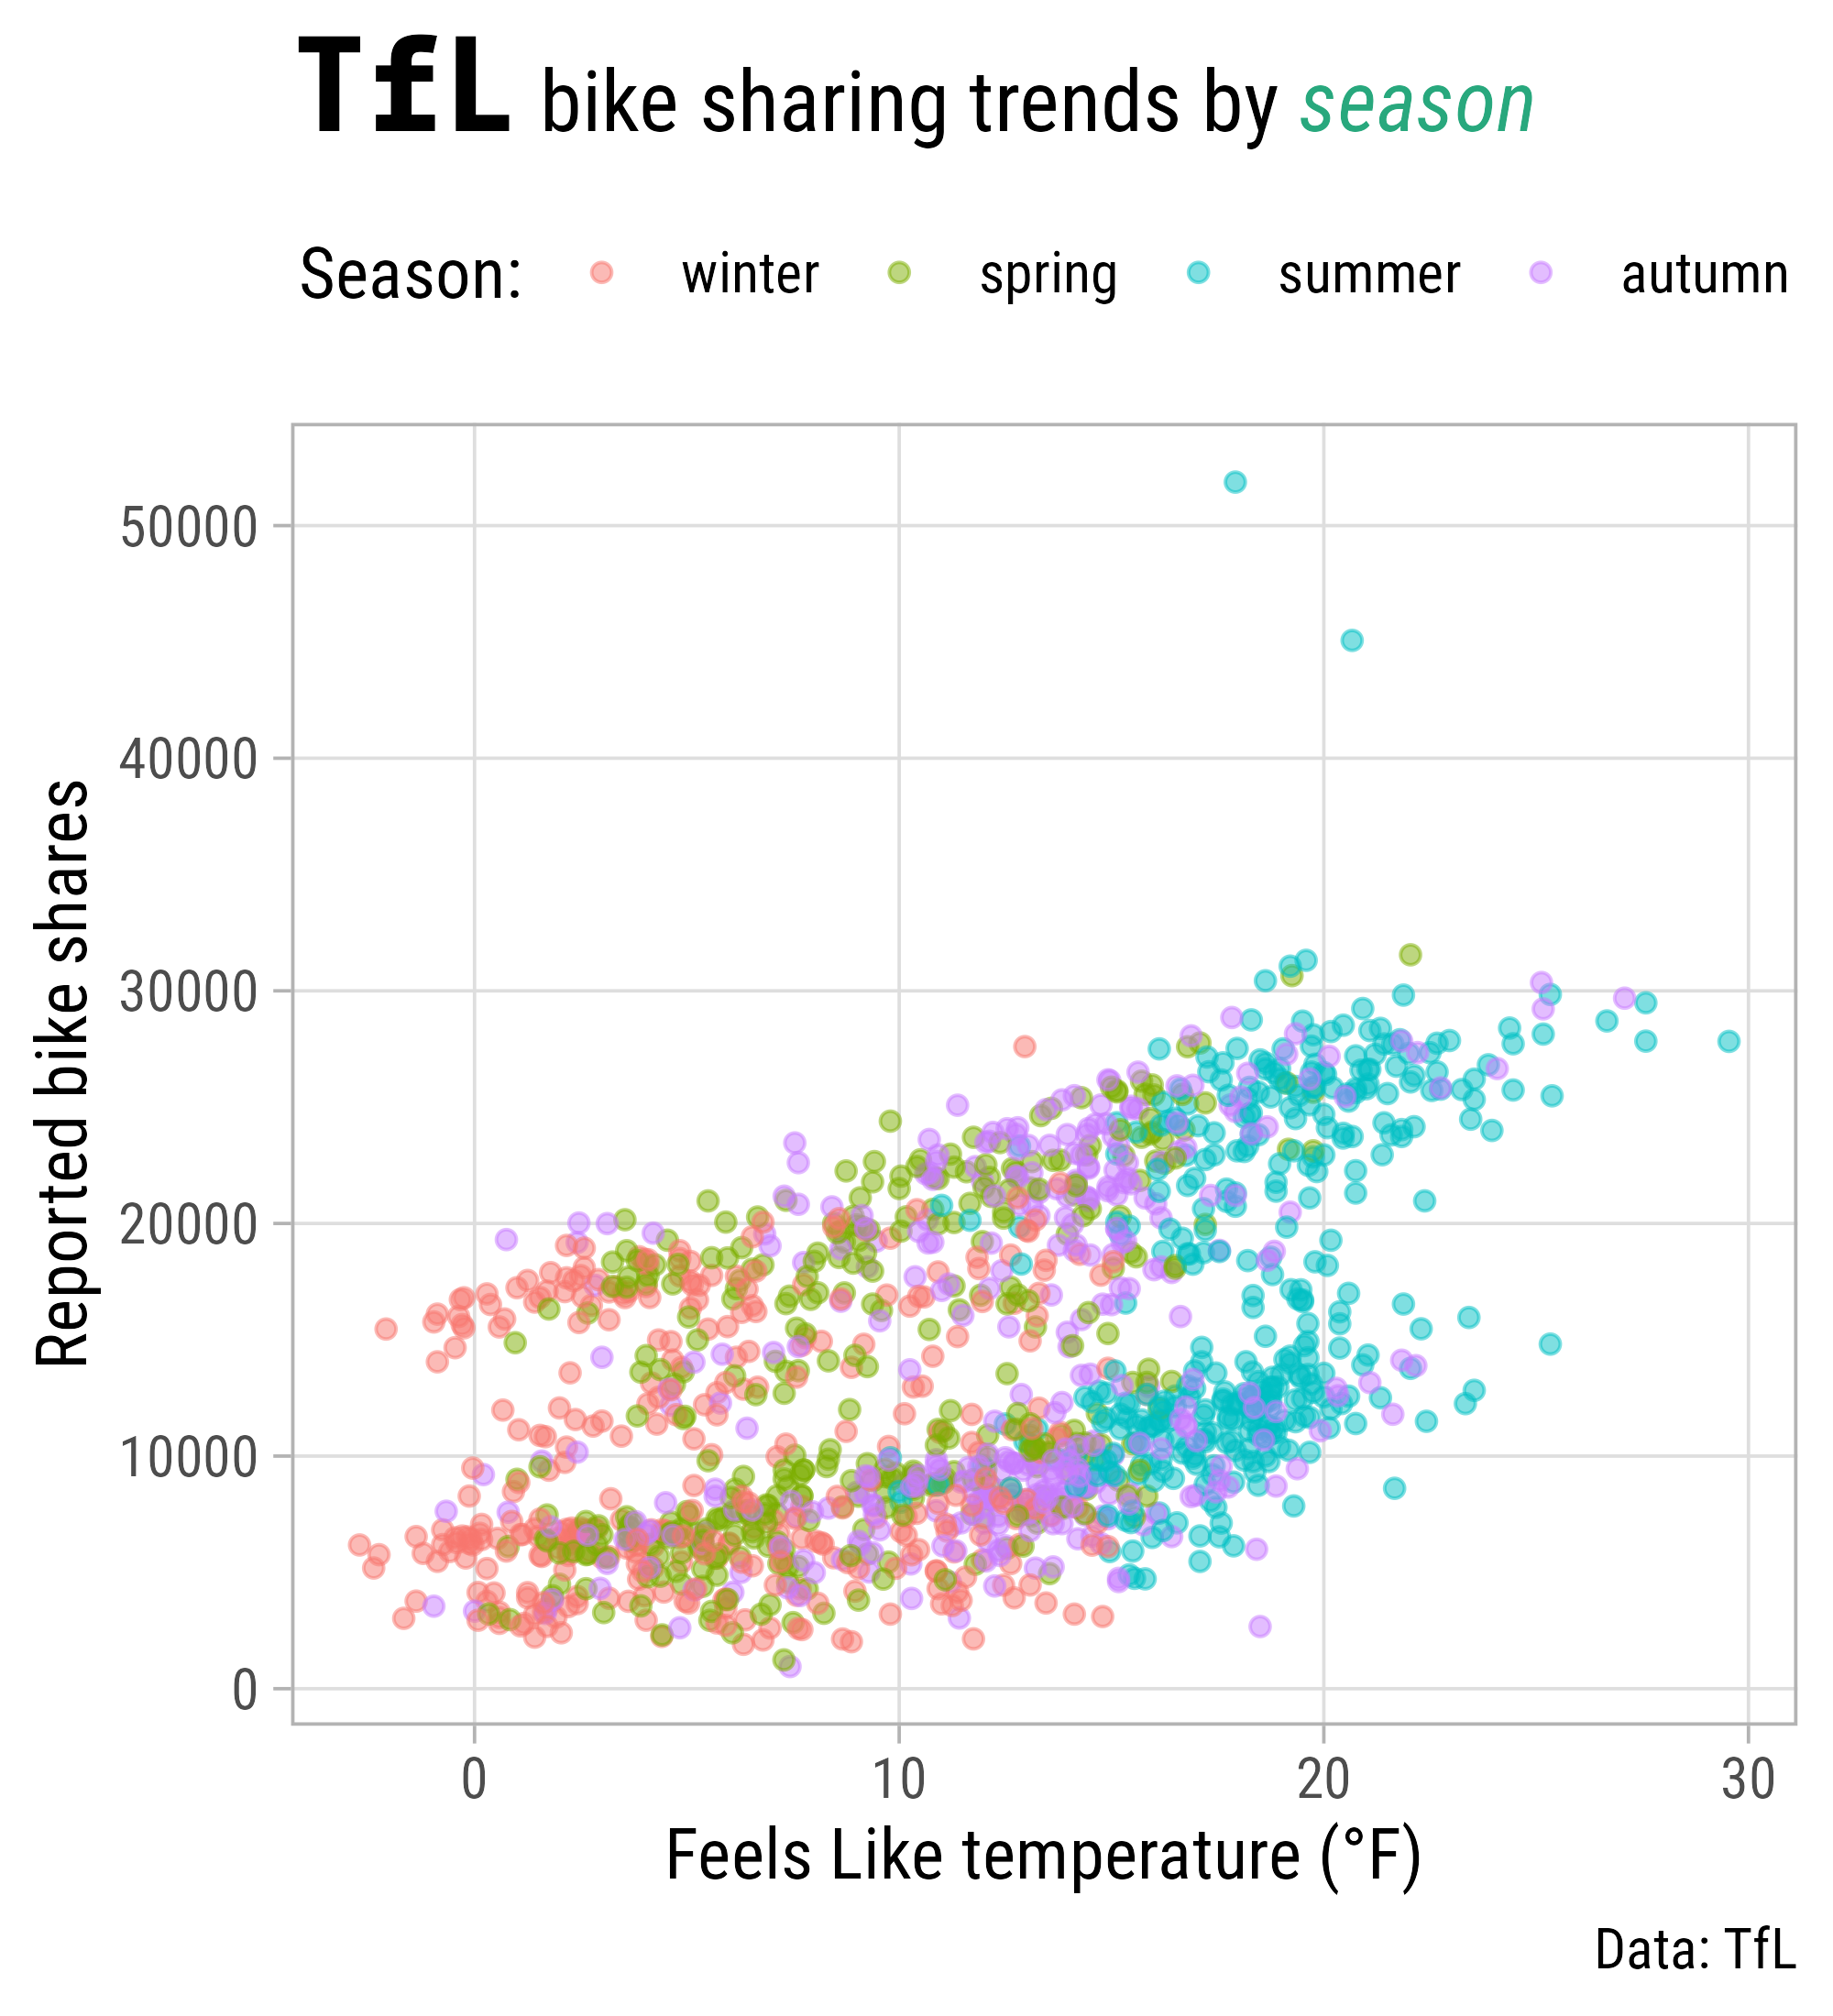 TfL bike sharing trends by season
Season: winter spring summer autumn
Reported bike shares
50000
40000
30000
20000
10000
0
0 10 20 30
Feels Like temperature (°F)
Data: TfL